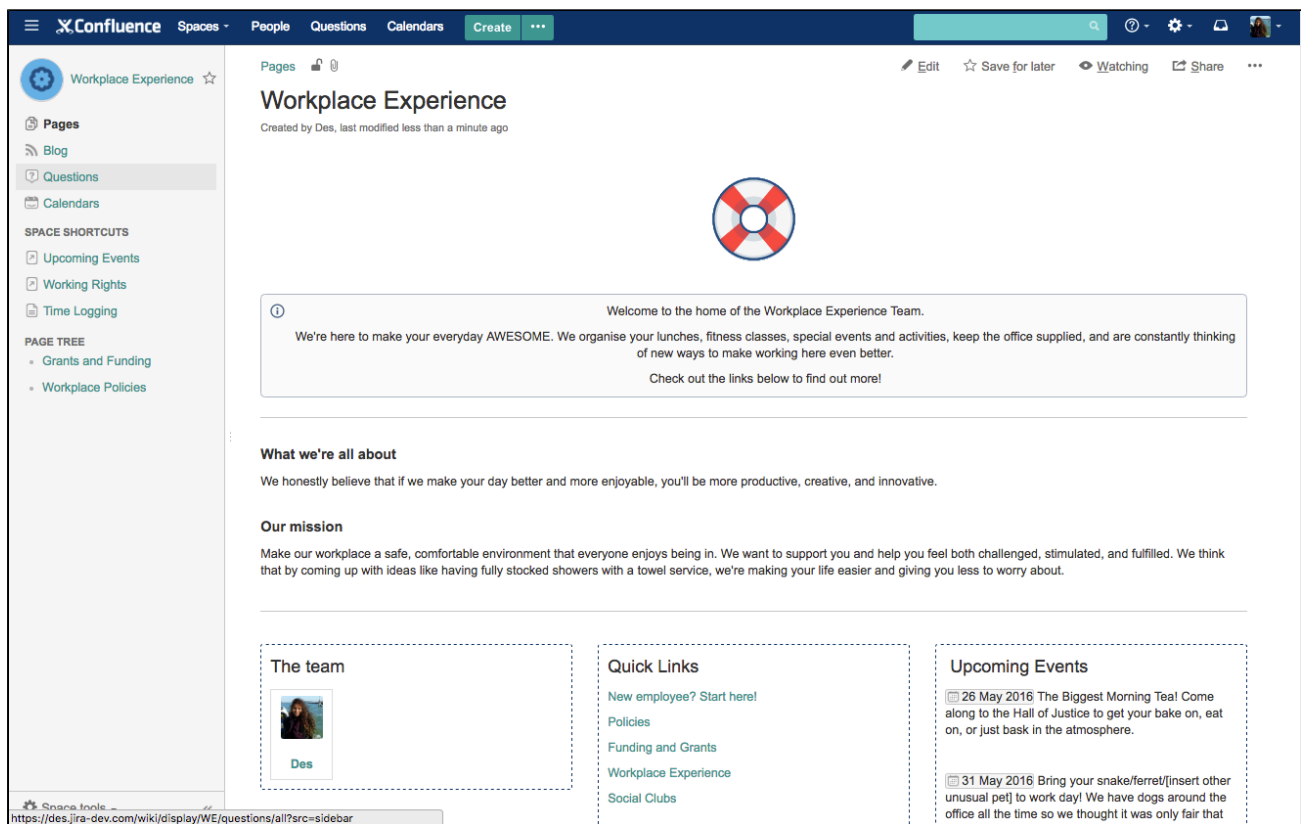 Confluence Spaces People Questions Calendars Create
Workplace Experience
Pages
Blog
Questions
Calendars
SPACE SHORTCUTS
Upcoming Events
Working Rights
Time Logging
PAGE TREE
Grants and Funding
Workplace Policies
Space tools
https://des.jira-dev.com/wiki/display/WE/questions/all?src=sidebar
Pages
Edit Save for later Watching Share
Workplace Experience
Created by Des, last modified less than a minute ago
Welcome to the home of the Workplace Experience Team.
We're here to make your everyday AWESOME. We organise your lunches, fitness classes, special events and activities, keep the office supplied, and are constantly thinking
of new ways to make working here even better.
Check out the links below to find out more!
What we're all about
We honestly believe that if we make your day better and more enjoyable, you'll be more productive, creative, and innovative.
Our mission
Make our workplace a safe, comfortable environment that everyone enjoys being in. We want to support you and help you feel both challenged, stimulated, and fulfilled. We think
that by coming up with ideas like having fully stocked showers with a towel service, we're making your life easier and giving you less to worry about.
The team
Des
Quick Links
New employee? Start here!
Policies
Funding and Grants
Workplace Experience
Social Clubs
Upcoming Events
26 May 2016 The Biggest Morning Tea! Come
along to the Hall of Justice to get your bake on, eat
on, or just bask in the atmosphere.
31 May 2016 Bring your snake/ferret/[insert other
unusual pet] to work day! We have dogs around the
office all the time so we thought it was only fair that